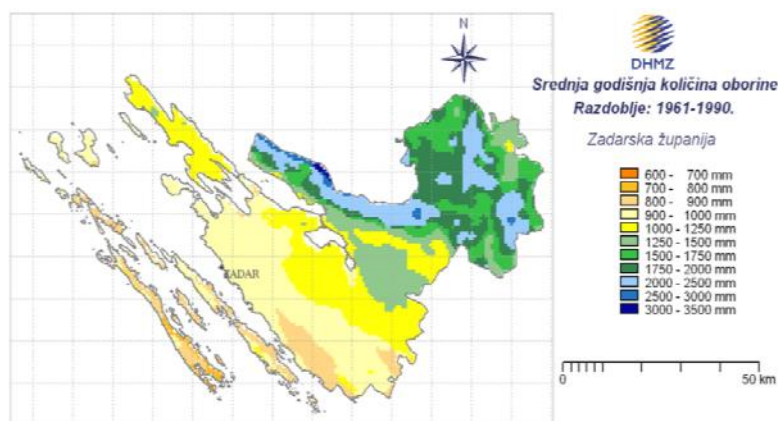 N
DHMZ
Srednja godišnja količina oborine
Razdoblje: 1961-1990.
Zadarska županija
600 - 700 mm
700 - 800 mm
800 - 900 mm
900 - 1000 mm
1000 - 1250 mm
1250 - 1500 mm
1500 - 1750 mm
1750 - 2000 mm
2000 - 2500 mm
2500 - 3000 mm
3000 - 3500 mm
ZADAR
0 50 km